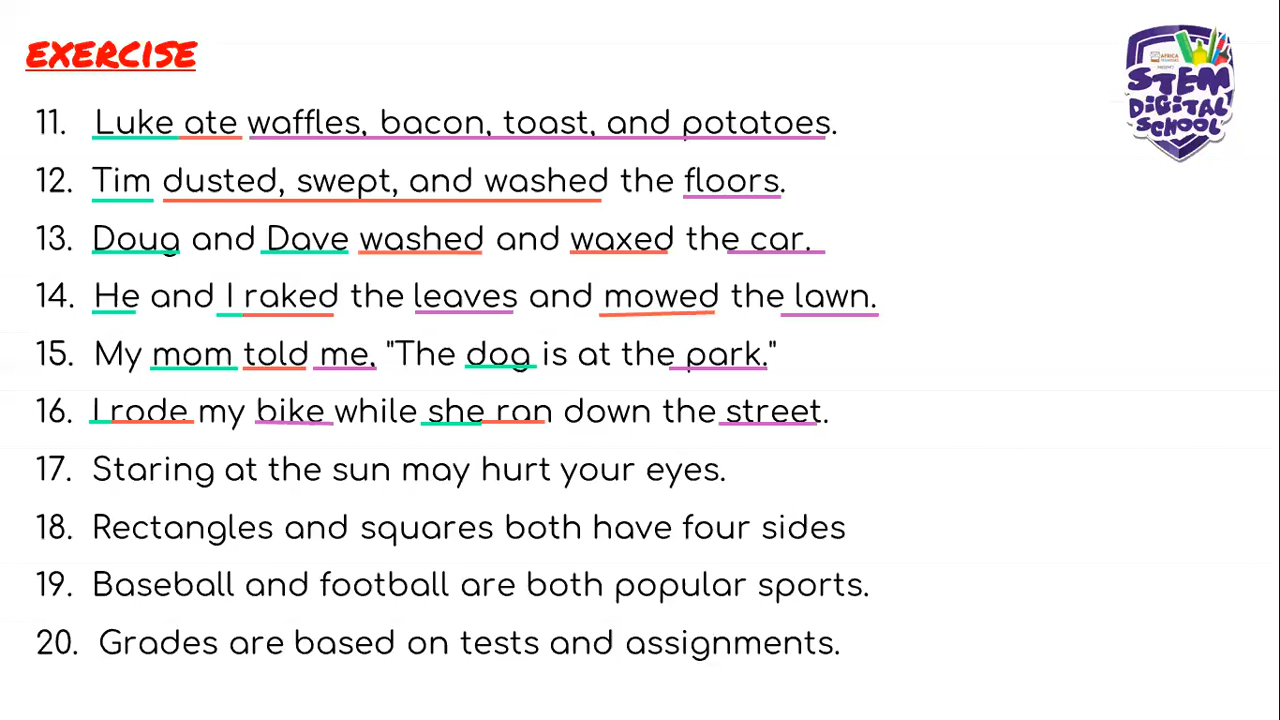 EXERCISE
AFRICA
STEM
DIGITAL
SCHOOL
11. Luke ate waffles, bacon, toast, and potatoes.
12. Tim dusted, swept, and washed the floors.
13. Doug and Dave washed and waxed the car.
14. He and I raked the leaves and mowed the lawn.
15. My mom told me, "The dog is at the park."
16. I rode my bike while she ran down the street.
17. Staring at the sun may hurt your eyes.
18. Rectangles and squares both have four sides
19. Baseball and football are both popular sports.
20. Grades are based on tests and assignments.